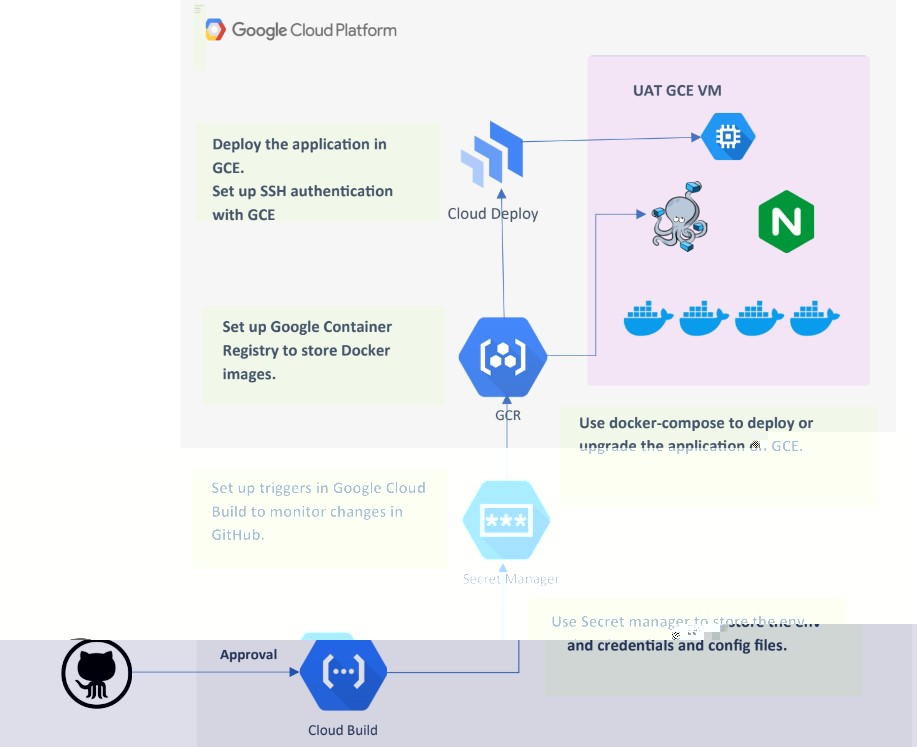 Google Cloud Platform
UAT GCE VM
Deploy the application in
GCE.
Set up SSH authentication
with GCE
Cloud Deploy
Set up Google Container
Registry to store Docker
images.
GCR
Use docker-compose to deploy or
upgrade the application GCE.
Set up triggers in Google Cloud
Build to monitor changes in
GitHub.
Secret Manager
Use Secret manager to store the env
and credentials and config files.
Approval
Cloud Build